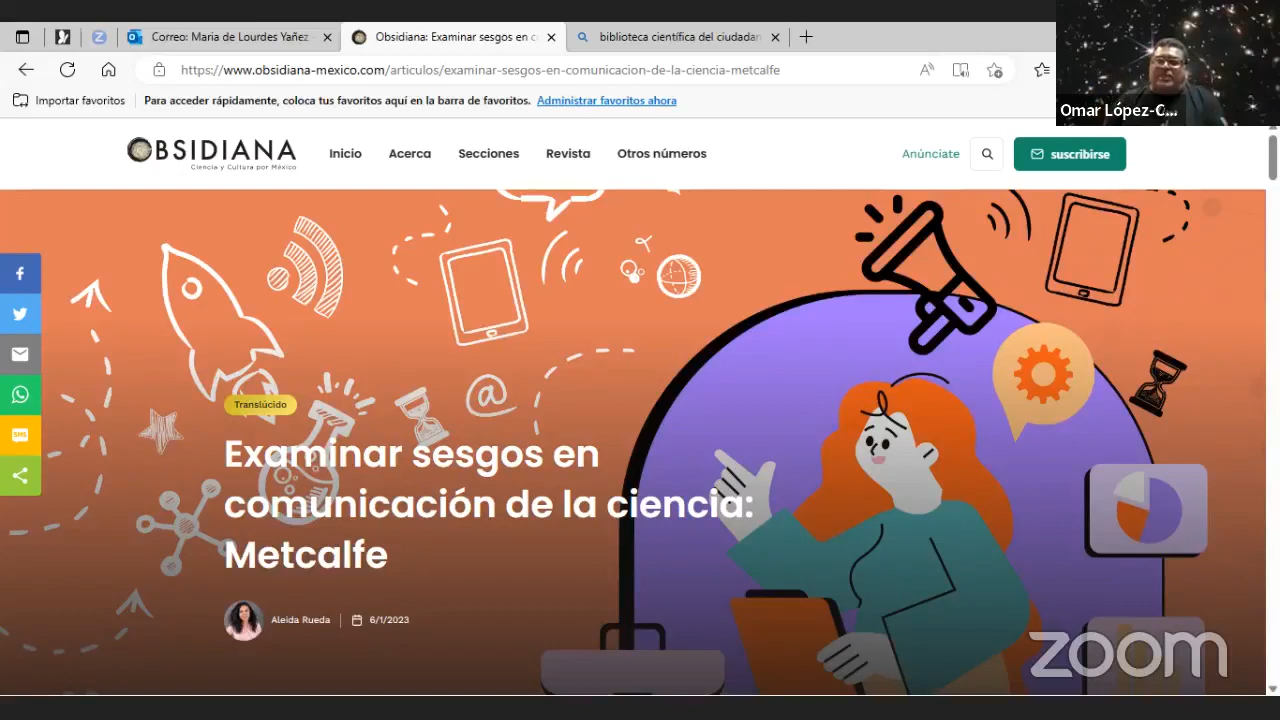 Correo: Maria de Lourdes Yañez
Obsidiana: Examinar sesgos en c
biblioteca científica del ciudadan
https://www.obsidiana-mexico.com/articulos/examinar-sesgos-en-comunicacion-de-la-ciencia-metcalfe
Importar favoritos
Para acceder rápidamente, coloca tus favoritos aquí en la barra de favoritos. Administrar favoritos ahora
Omar López-C...
OBSIDIANA
Ciencia y Cultura por México
Inicio Acerca Secciones Revista Otros números
Anúnciate
suscribirse
SMS
@
Translúcido
Examinar sesgos en
comunicación de la ciencia:
Metcalfe
Aleida Rueda
6/1/2023
zoom